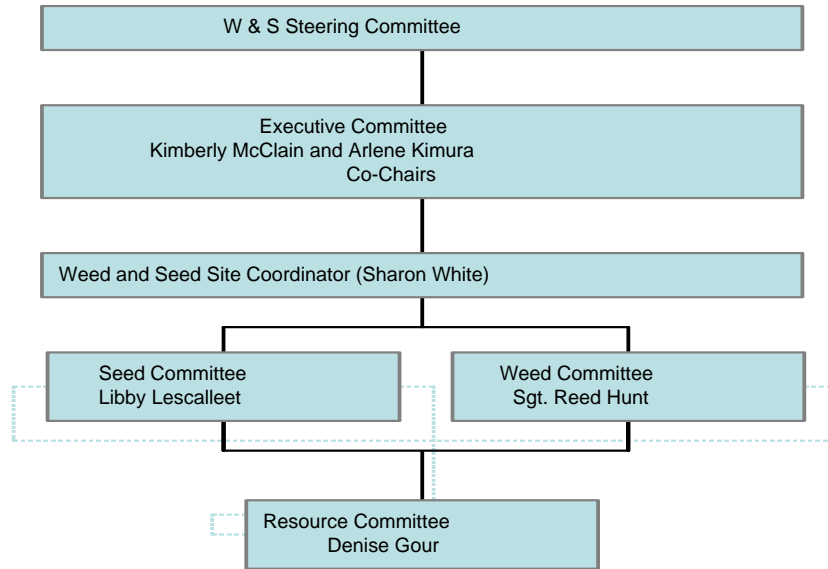 W & S Steering Committee
Executive Committee
Kimberly McClain and Arlene Kimura
Co-Chairs
Weed and Seed Site Coordinator (Sharon White)
Seed Committee
Libby Lescalleet
Weed Committee
Sgt. Reed Hunt
Resource Committee
Denise Gour